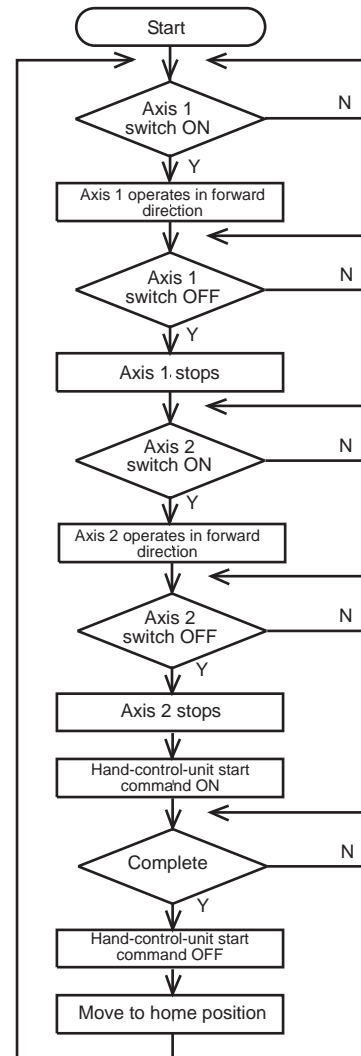 Start
Axis 1
switch ON
N
Y
Axis 1 operates in forward
direction
Axis 1
switch OFF
N
Y
Axis 1 stops
Axis 2
switch ON
N
Y
Axis 2 operates in forward
direction
Axis 2
switch OFF
N
Y
Axis 2 stops
Hand-control-unit start
command ON
Complete
N
Y
Hand-control-unit start
command OFF
Move to home position